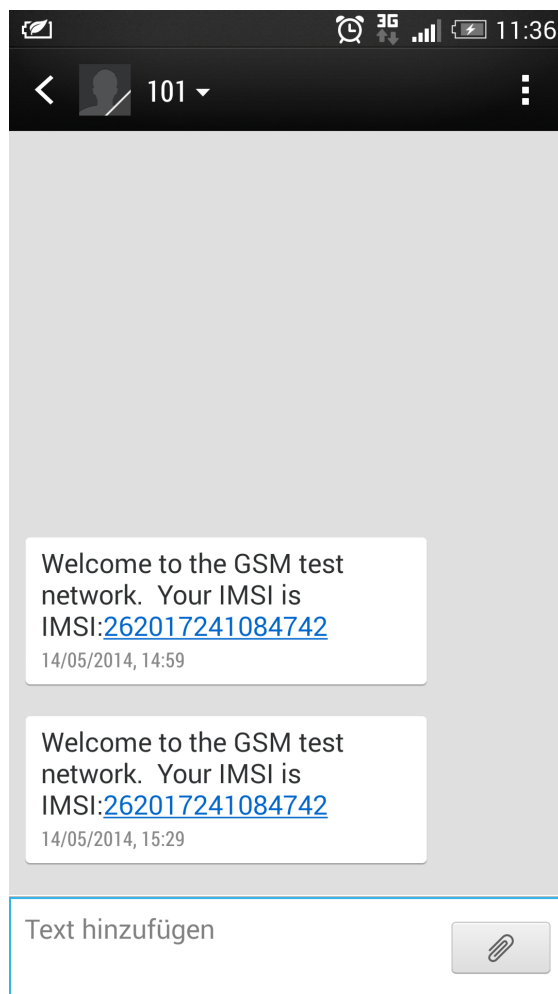 3G 11:36
101
Welcome to the GSM test
network.  Your IMSI is
IMSI:262017241084742
14/05/2014, 14:59
Welcome to the GSM test
network.  Your IMSI is
IMSI:262017241084742
14/05/2014, 15:29
Text hinzufügen